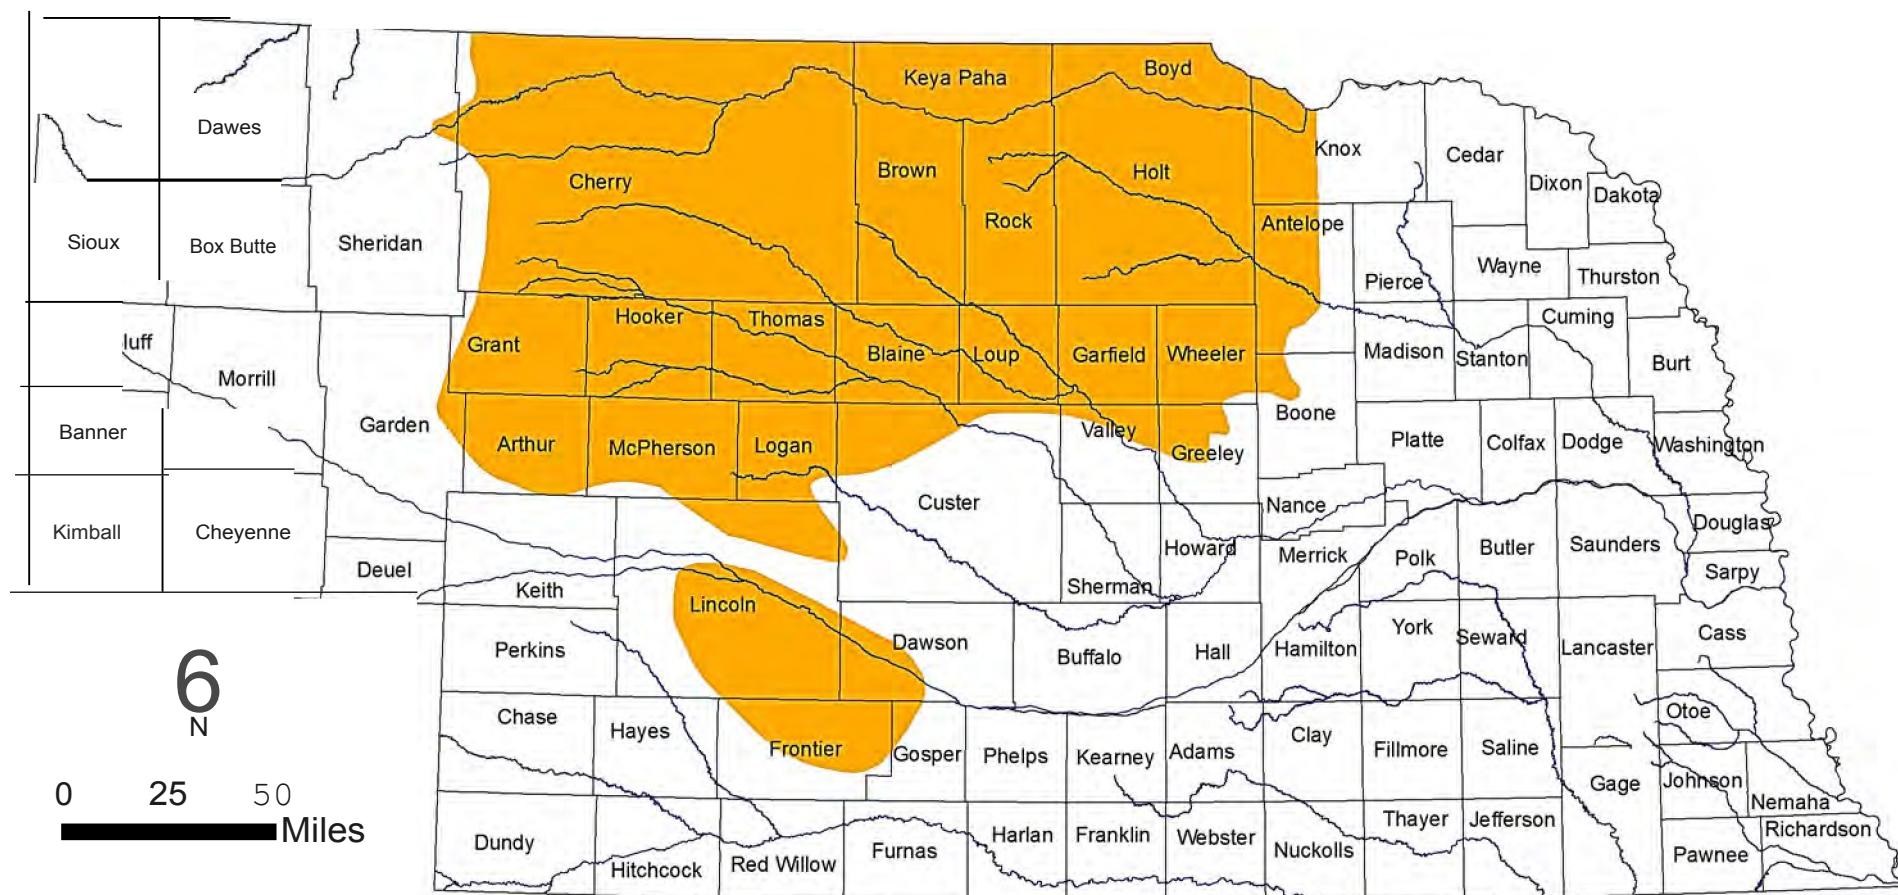 Keya Paha
Boyd
Dawes
Knox
Cedar
Cherry
Brown
Holt
Dixon
Dakota
Sioux
Box Butte
Sheridan
Rock
Antelope
Pierce
Wayne
Thurston
luff
Morrill
Grant
Hooker
Thomas
Blaine
Loup
Garfield
Wheeler
Madison
Stanton
Cuming
Burt
Banner
Garden
Arthur
McPherson
Logan
Valley
Greeley
Boone
Platte
Colfax
Dodge
Washington
Kimball
Cheyenne
Custer
Nance
Douglas
Deuel
Keith
Lincoln
Sherman
Howard
Merrick
Polk
Butler
Saunders
Sarpy
Perkins
Dawson
Buffalo
Hall
Hamilton
York
Seward
Lancaster
Cass
6
N
Chase
Hayes
Frontier
Gosper
Phelps
Kearney
Adams
Clay
Fillmore
Saline
Otoe
Gage
Johnson
Nemaha
0 25 50
Miles
Dundy
Hitchcock
Red Willow
Furnas
Harlan
Franklin
Webster
Nuckolls
Thayer
Jefferson
Pawnee
Richardson